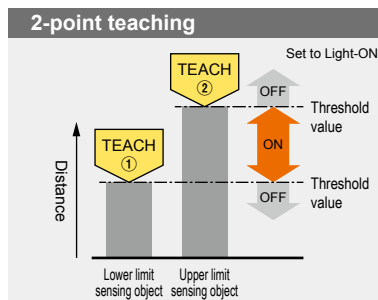 2-point teaching
Set to Light-ON
TEACH
②
OFF
Threshold
value
TEACH
①
ON
Threshold
value
OFF
Distance
Lower limit
sensing object
Upper limit
sensing object